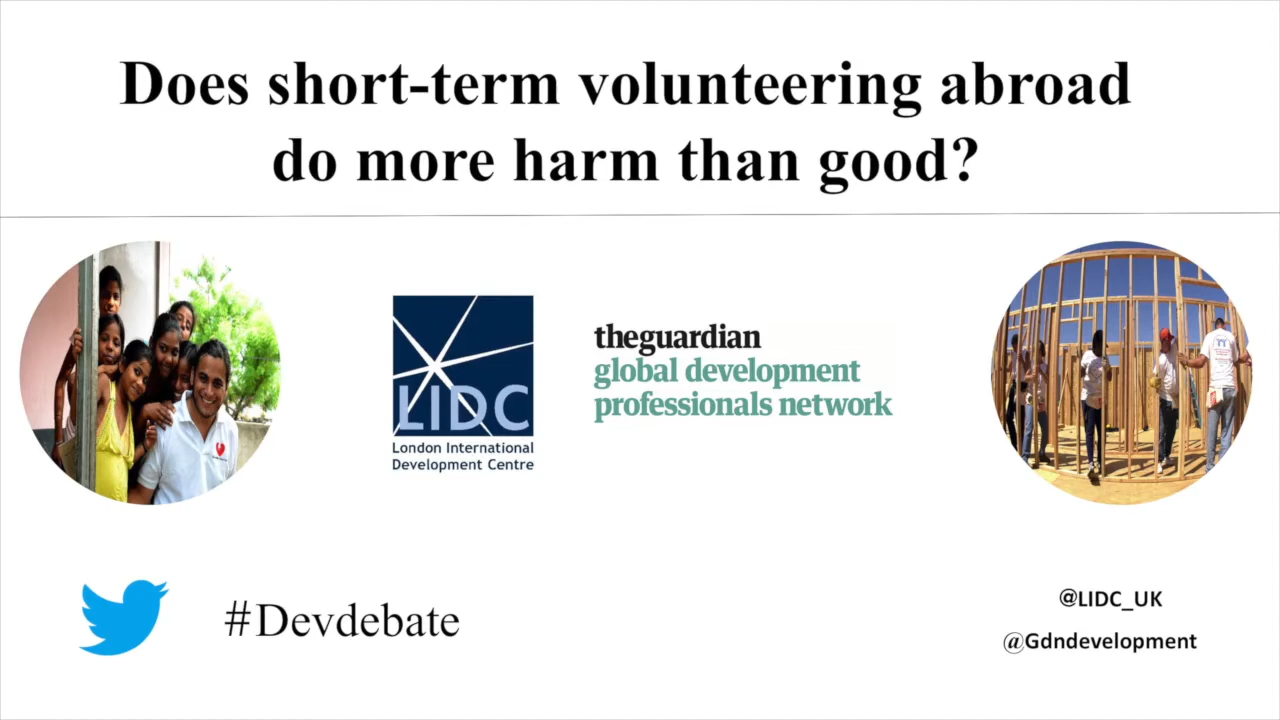 Does short-term volunteering abroad
do more harm than good?
LIDC
London International
Development Centre
theguardian
global development
professionals network
#Devdebate
@LIDC_UK
@Gdndevelopment